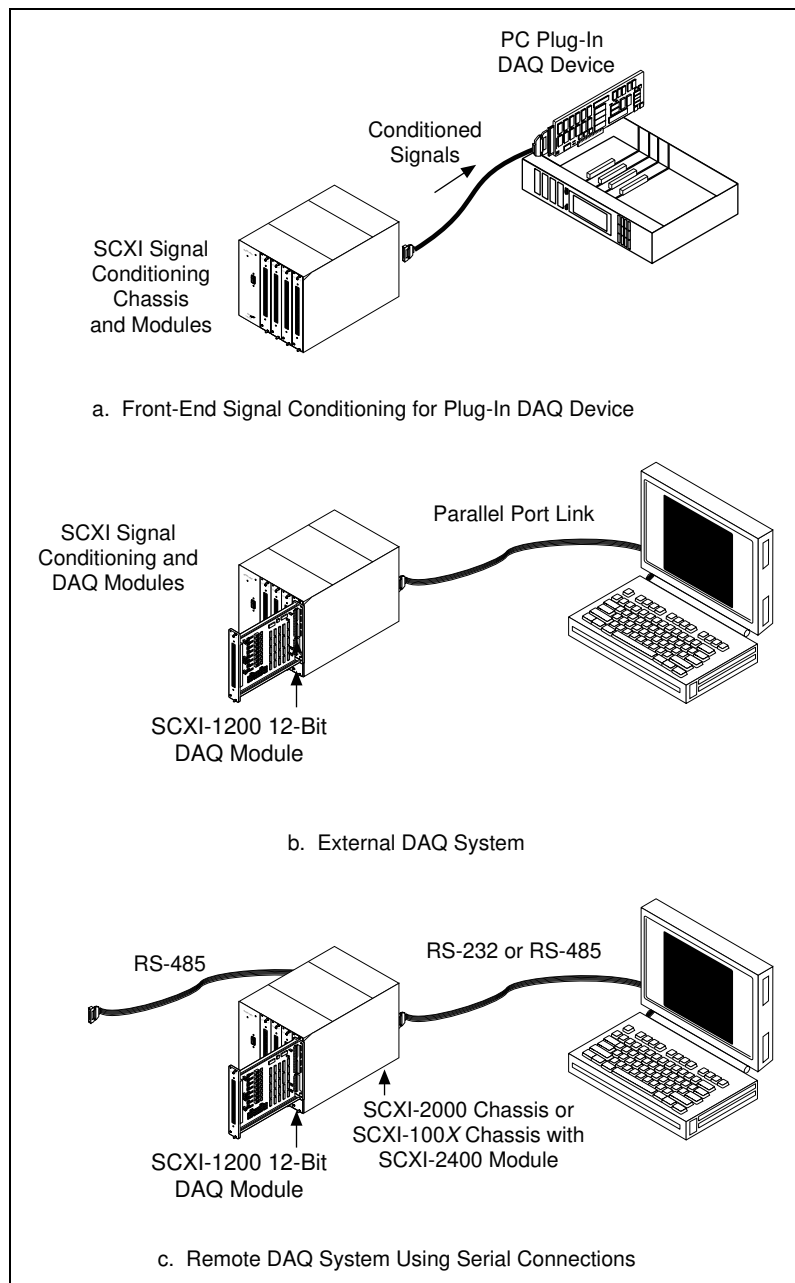 PC Plug-In
DAQ Device
Conditioned
Signals
SCXI Signal
Conditioning
Chassis
and Modules
a. Front-End Signal Conditioning for Plug-In DAQ Device
SCXI Signal
Conditioning and
DAQ Modules
Parallel Port Link
SCXI-1200 12-Bit
DAQ Module
b. External DAQ System
RS-485
RS-232 or RS-485
SCXI-2000 Chassis or
SCXI-100X Chassis with
SCXI-2400 Module
SCXI-1200 12-Bit
DAQ Module
c. Remote DAQ System Using Serial Connections